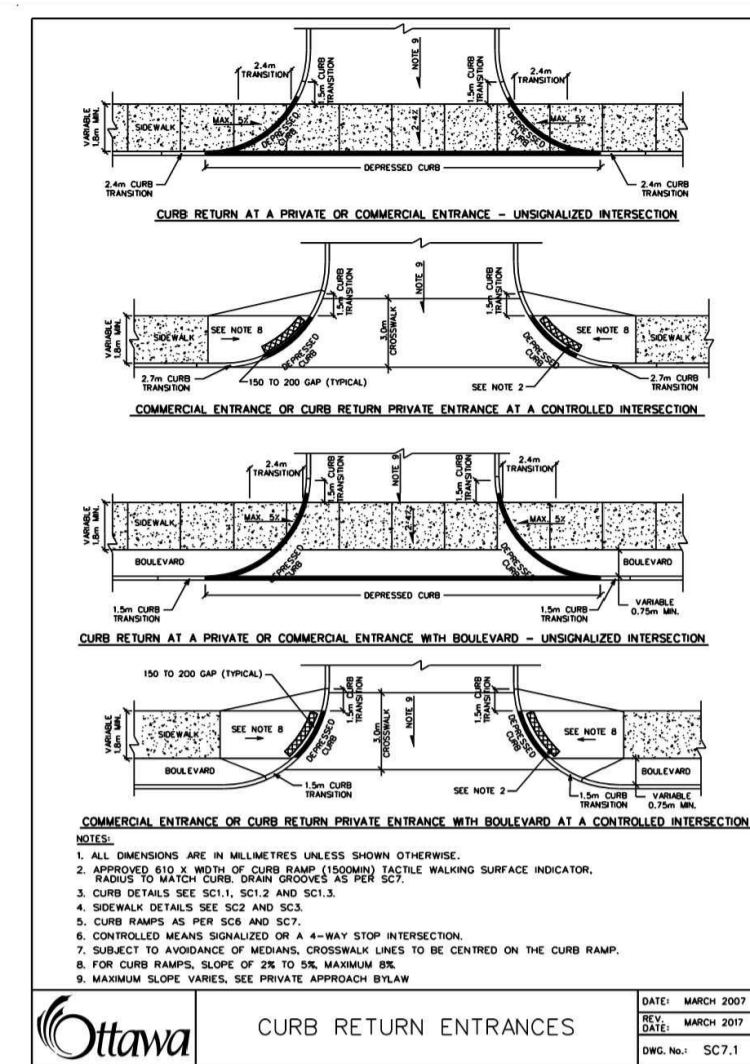 2.4m
TRANSITION
1.5m CURB
TRANSITION
NOTE 9
1.5m CURB
TRANSITION
2.4m
TRANSITION
VARIABLE
1.8m MIN.
SIDEWALK
MAX. 5%
DEPRESSED
CURB
2-4%
DEPRESSED
CURB
MAX. 5%
DEPRESSED CURB
2.4m CURB
TRANSITION
2.4m CURB
TRANSITION
CURB RETURN AT A PRIVATE OR COMMERCIAL ENTRANCE - UNSIGNALIZED INTERSECTION
1.5m CURB
TRANSITION
NOTE 9
1.5m CURB
TRANSITION
VARIABLE
1.8m MIN.
SIDEWALK
SEE NOTE 8
DEPRESSED
CURB
3.0m
CROSSWALK
DEPRESSED
CURB
SEE NOTE 8
SIDEWALK
2.7m CURB
TRANSITION
150 TO 200 GAP (TYPICAL)
SEE NOTE 2
2.7m CURB
TRANSITION
COMMERCIAL ENTRANCE OR CURB RETURN PRIVATE ENTRANCE AT A CONTROLLED INTERSECTION
2.4m
TRANSITION
1.5m CURB
TRANSITION
NOTE 9
1.5m CURB
TRANSITION
2.4m
TRANSITION
VARIABLE
1.8m MIN.
SIDEWALK
MAX. 5%
2-4%
MAX. 5%
BOULEVARD
DEPRESSED
CURB
DEPRESSED
CURB
BOULEVARD
1.5m CURB
TRANSITION
DEPRESSED CURB
1.5m CURB
TRANSITION
VARIABLE
0.75m MIN.
CURB RETURN AT A PRIVATE OR COMMERCIAL ENTRANCE WITH BOULEVARD - UNSIGNALIZED INTERSECTION
150 TO 200 GAP (TYPICAL)
1.5m CURB
TRANSITION
NOTE 9
1.5m CURB
TRANSITION
VARIABLE
1.8m MIN.
SIDEWALK
SEE NOTE 8
DEPRESSED
CURB
3.0m
CROSSWALK
DEPRESSED
CURB
SEE NOTE 8
BOULEVARD
BOULEVARD
1.5m CURB
TRANSITION
SEE NOTE 2
1.5m CURB
TRANSITION
VARIABLE
0.75m MIN.
COMMERCIAL ENTRANCE OR CURB RETURN PRIVATE ENTRANCE WITH BOULEVARD AT A CONTROLLED INTERSECTION
NOTES:
1. ALL DIMENSIONS ARE IN MILLIMETRES UNLESS SHOWN OTHERWISE.
2. APPROVED 610 X WIDTH OF CURB RAMP (1500MIN) TACTILE WALKING SURFACE INDICATOR,
RADIUS TO MATCH CURB. DRAIN GROOVES AS PER SC7.
3. CURB DETAILS SEE SC1.1, SC1.2 AND SC1.3.
4. SIDEWALK DETAILS SEE SC2 AND SC3.
5. CURB RAMPS AS PER SC6 AND SC7.
6. CONTROLLED MEANS SIGNALIZED OR A 4-WAY STOP INTERSECTION.
7. SUBJECT TO AVOIDANCE OF MEDIANS, CROSSWALK LINES TO BE CENTRED ON THE CURB RAMP.
8. FOR CURB RAMPS, SLOPE OF 2% TO 5%, MAXIMUM 8%.
9. MAXIMUM SLOPE VARIES, SEE PRIVATE APPROACH BYLAW
Ottawa
CURB RETURN ENTRANCES
DATE: MARCH 2007
REV.
DATE: MARCH 2017
DWG. No.: SC7.1